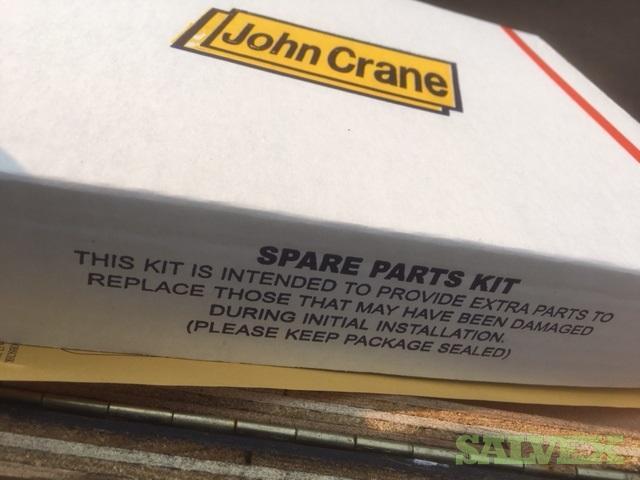 John Crane
SPARE PARTS KIT
THIS KIT IS INTENDED TO PROVIDE EXTRA PARTS TO
REPLACE THOSE THAT MAY HAVE BEEN DAMAGED
DURING INITIAL INSTALLATION.
(PLEASE KEEP PACKAGE SEALED)
SALVEX